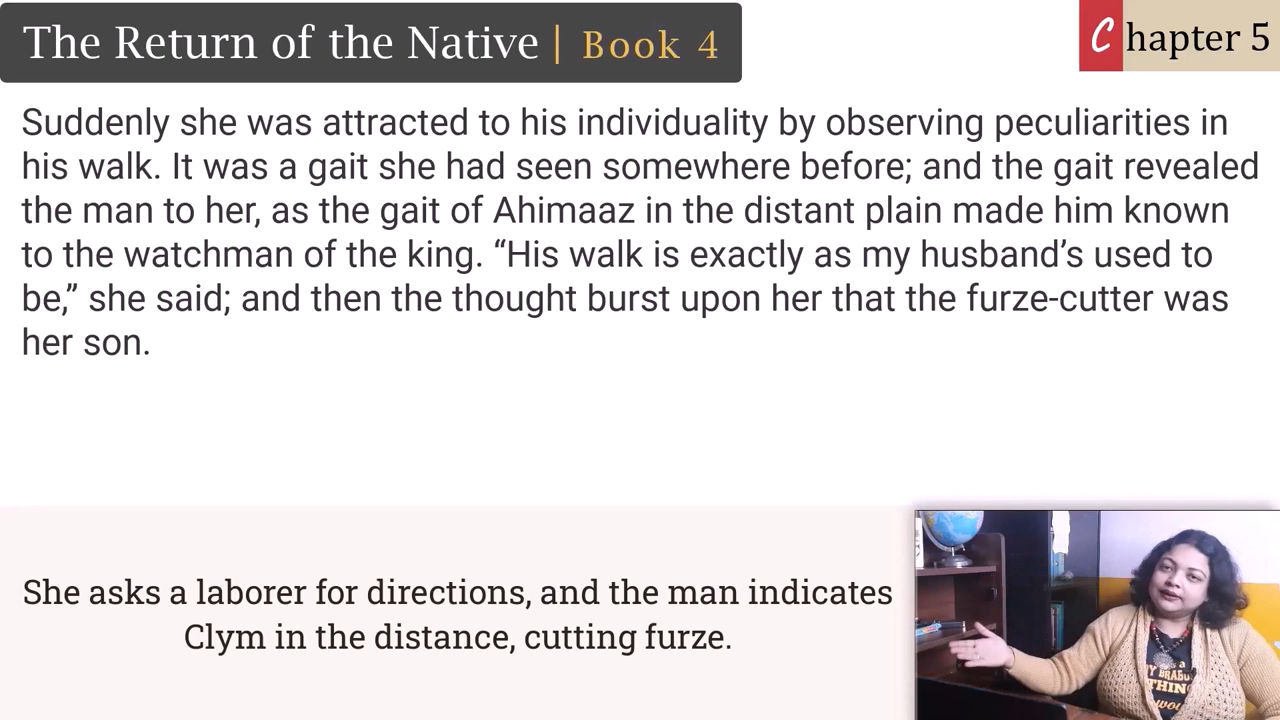 The Return of the Native | Book 4
Chapter 5
Suddenly she was attracted to his individuality by observing peculiarities in
his walk. It was a gait she had seen somewhere before; and the gait revealed
the man to her, as the gait of Ahimaaz in the distant plain made him known
to the watchman of the king. “His walk is exactly as my husband’s used to
be,” she said; and then the thought burst upon her that the furze-cutter was
her son.
She asks a laborer for directions, and the man indicates
Clym in the distance, cutting furze.